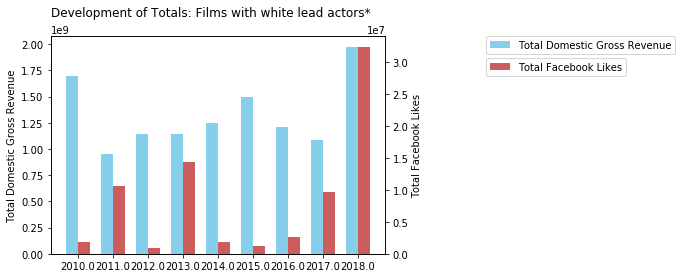 Development of Totals: Films with white lead actors*
1e9
1e7
Total Domestic Gross Revenue
Total Facebook Likes
2.00
1.75
1.50
1.25
1.00
0.75
0.50
0.25
0.00
Total Domestic Gross Revenue
3.0
2.5
2.0
1.5
1.0
0.5
0.0
Total Facebook Likes
2010.0 2011.0 2012.0 2013.0 2014.0 2015.0 2016.0 2017.0 2018.0